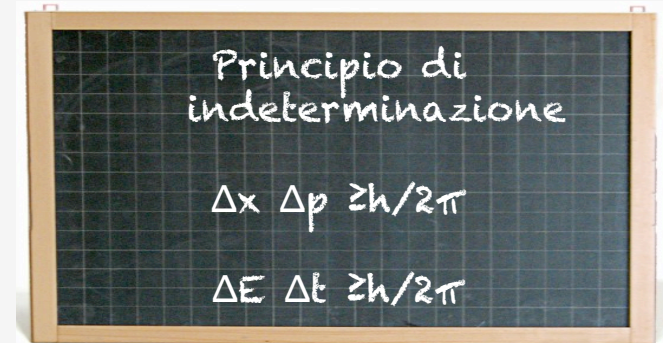 Principio di
indeterminazione
Δx Δp ≥h/2π
ΔE Δt ≥h/2π